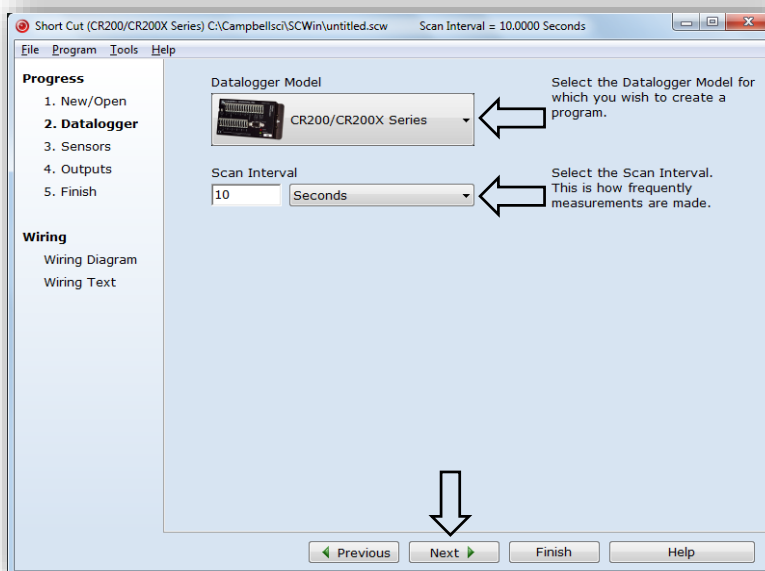 Short Cut (CR200/CR200X Series) C:\Campbellsci\SCWin\untitled.scw Scan Interval = 10.0000 Seconds
File Program Tools Help
Progress
1. New/Open
2. Datalogger
3. Sensors
4. Outputs
5. Finish
Wiring
Wiring Diagram
Wiring Text
Datalogger Model
CR200/CR200X Series
Select the Datalogger Model for
which you wish to create a
program.
Scan Interval
10 Seconds
Select the Scan Interval.
This is how frequently
measurements are made.
Previous Next Finish Help